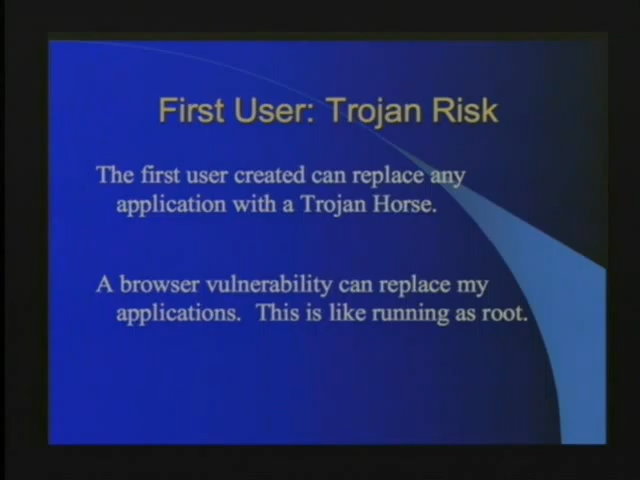 First User: Trojan Risk
The first user created can replace any
application with a Trojan Horse.
A browser vulnerability can replace my
applications. This is like running as root.